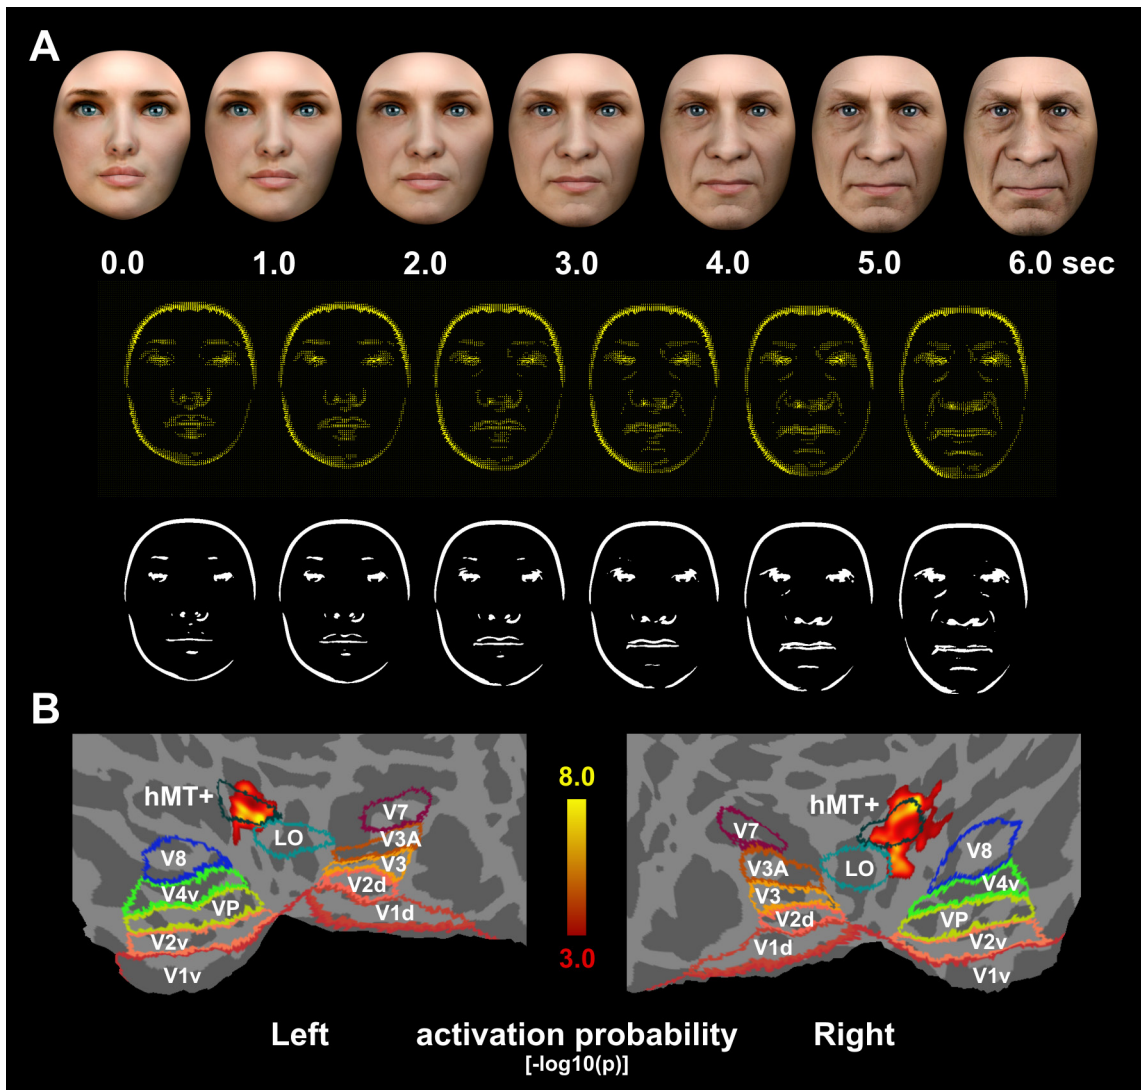 A
0.0 1.0 2.0 3.0 4.0 5.0 6.0 sec
B
hMT+
LO
V7
V3A
V3
V2d
V1d
V8
V4v
VP
V2v
V1v
8.0
3.0
hMT+
V7
V3A
LO
V3
V2d
V1d
V8
V4v
VP
V2v
V1v
Left activation probability Right
[-log10(p)]